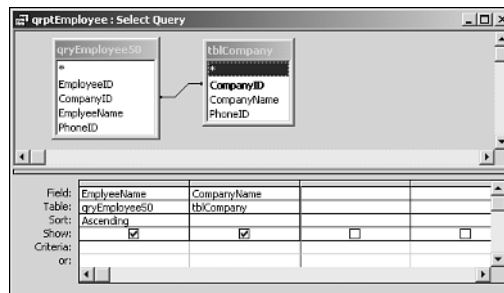 qrptEmployee : Select Query
qryEmployee50
*
EmployeeID
CompanyID
EmplyeeName
PhoneID
tblCompany
*
CompanyID
CompanyName
PhoneID
Field: EmplyeeName CompanyName
Table: qryEmployee50 tblCompany
Sort: Ascending
Show:
Criteria:
or: